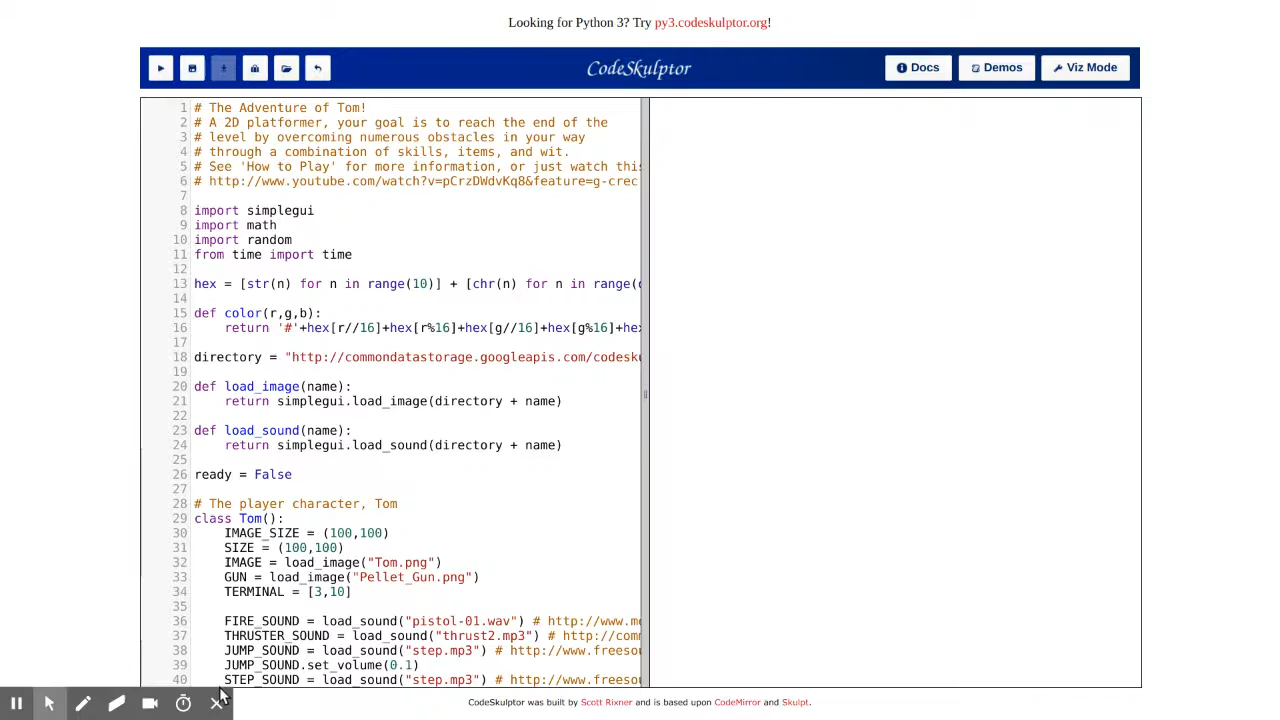 Looking for Python 3? Try py3.codeskulptor.org!
CodeSkulptor
Docs
Demos
Viz Mode
1 # The Adventure of Tom!
2 # A 2D platformer, your goal is to reach the end of the
3 # level by overcoming numerous obstacles in your way
4 # through a combination of skills, items, and wit.
5 # See 'How to Play' for more information, or just watch this
6 # http://www.youtube.com/watch?v=pCrzDWdvKq8&feature=g-crec
7
8 import simplegui
9 import math
10 import random
11 from time import time
12
13 hex = [str(n) for n in range(10)] + [chr(n) for n in range(
14
15 def color(r,g,b):
16     return '#'+hex[r//16]+hex[r%16]+hex[g//16]+hex[g%16]+hex
17
18 directory = "http://commondatastorage.googleapis.com/codesku
19
20 def load_image(name):
21     return simplegui.load_image(directory + name)
22
23 def load_sound(name):
24     return simplegui.load_sound(directory + name)
25
26 ready = False
27
28 # The player character, Tom
29 class Tom():
30     IMAGE_SIZE = (100,100)
31     SIZE = (100,100)
32     IMAGE = load_image("Tom.png")
33     GUN = load_image("Pellet_Gun.png")
34     TERMINAL = [3,10]
35
36     FIRE_SOUND = load_sound("pistol-01.wav") # http://www.mo
37     THRUSTER_SOUND = load_sound("thrust2.mp3") # http://comm
38     JUMP_SOUND = load_sound("step.mp3") # http://www.freesou
39     JUMP_SOUND.set_volume(0.1)
40     STEP_SOUND = load_sound("step.mp3") # http://www.freesou
CodeSkulptor was built by Scott Rixner and is based upon CodeMirror and Skulpt.